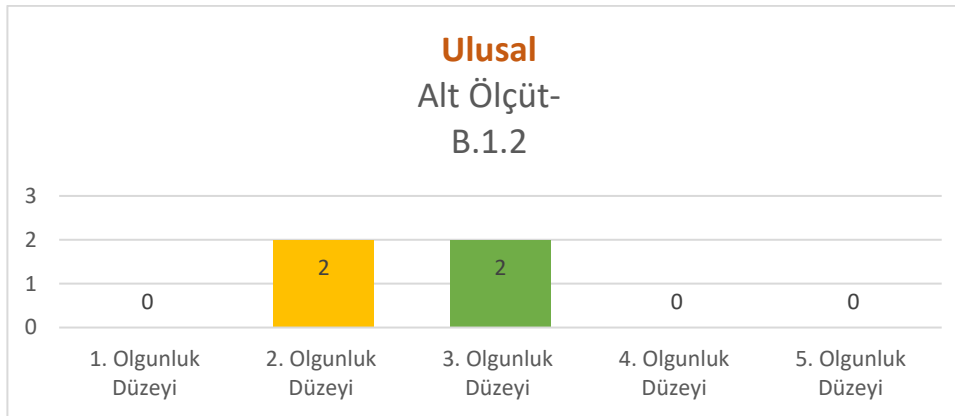 Ulusal
Alt Ölçüt-
B.1.2
3
2
1
0
0
2
2
0
0
1. Olgunluk
Düzeyi
2. Olgunluk
Düzeyi
3. Olgunluk
Düzeyi
4. Olgunluk
Düzeyi
5. Olgunluk
Düzeyi